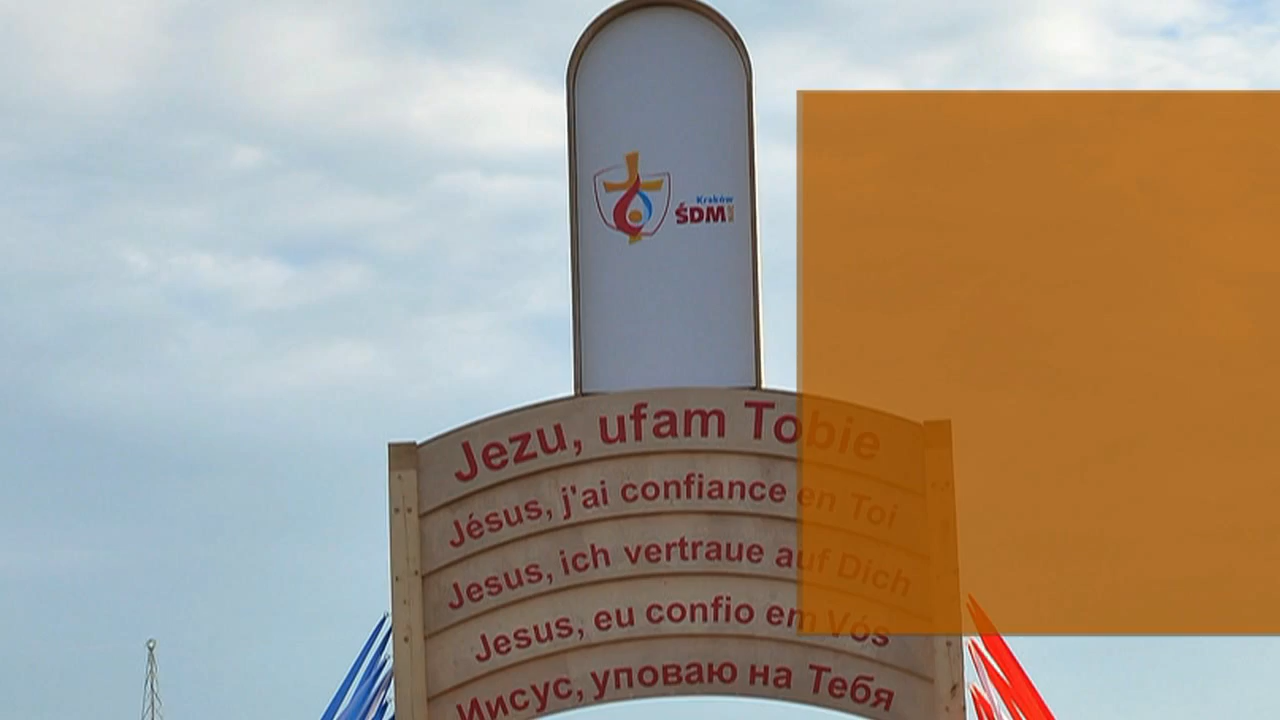 Kraków
ŚDM
Jezu, ufam Tobie
Jésus, j'ai confiance en Toi
Jesus, ich vertraue auf Dich
Jesus, eu confio em Vós
Иисус, уповаю на Тебя